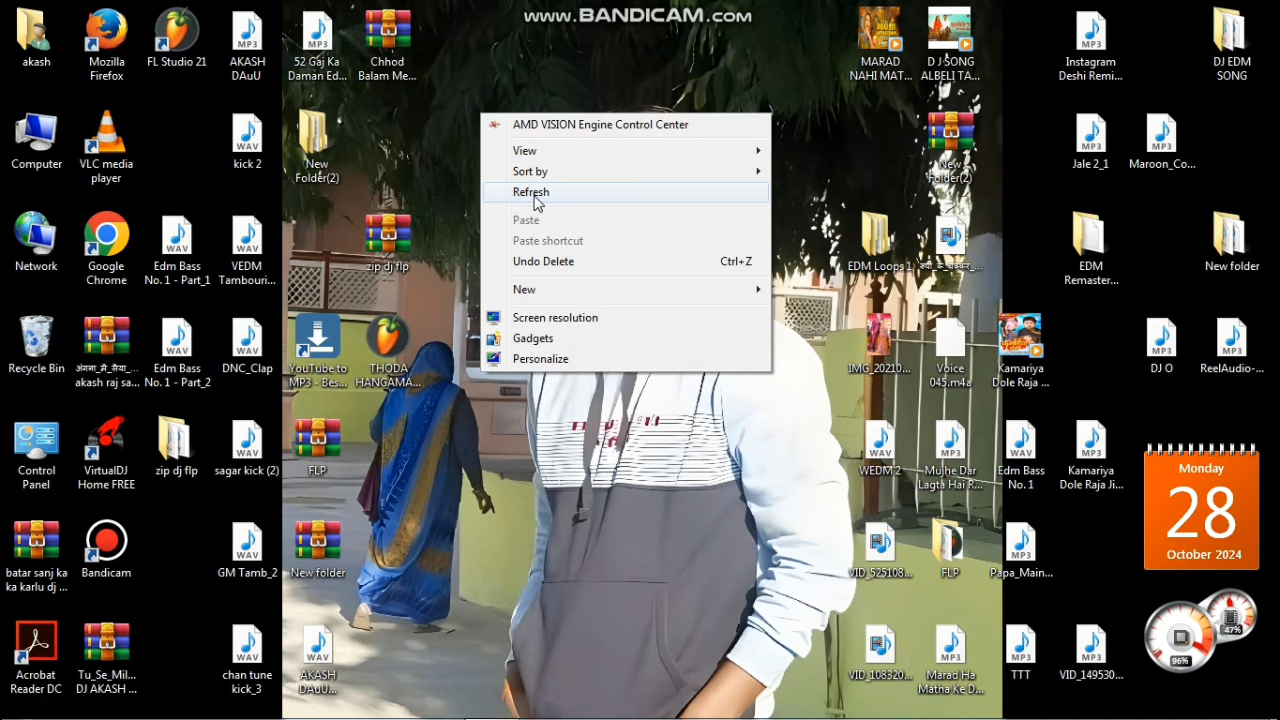 www.BANDICAM.com
akash
Mozilla
Firefox
FL Studio 21
AKASH
DAuU
52 Gaj Ka
Daman Ed...
Chhod
Balam Me...
MARAD
NAHI MAT...
D J SONG
ALBELI TA...
Instagram
Deshi Remi...
DJ EDM
SONG
Computer
VLC media
player
kick 2
New
Folder(2)
New
Folder(2)
Jale 2_1
Maroon_Co...
AMD VISION Engine Control Center
View
Sort by
Refresh
Paste
Paste shortcut
Undo Delete Ctrl+Z
New
Screen resolution
Gadgets
Personalize
Network
Google
Chrome
Edm Bass
No. 1 - Part_1
VEDM
Tambouri...
zip dj flp
EDM Loops 1
EDM
Remaster...
New folder
Recycle Bin
akash raj sa...
Edm Bass
No. 1 - Part_2
DNC_Clap
YouTube to
MP3 - Bes...
THODA
HANGAMA...
IMG_20210...
Voice
045.m4a
Kamariya
Dole Raja ...
DJ O
ReelAudio-...
Control
Panel
VirtualDJ
Home FREE
zip dj flp
sagar kick (2)
FLP
WEDM 2
Mujhe Dar
Lagta Hai R...
Edm Bass
No. 1
Kamariya
Dole Raja Ji...
Monday
28
October 2024
batar sanj ka
ka karlu dj ...
Bandicam
GM Tamb_2
New folder
VID_525108...
FLP
Papa_Main...
Acrobat
Reader DC
Tu_Se_Mil...
DJ AKASH ...
chan tune
kick_3
AKASH
DAuU...
VID_108320...
Marad Ha
Matha Ke D...
TTT
VID_149530...
47%
96%